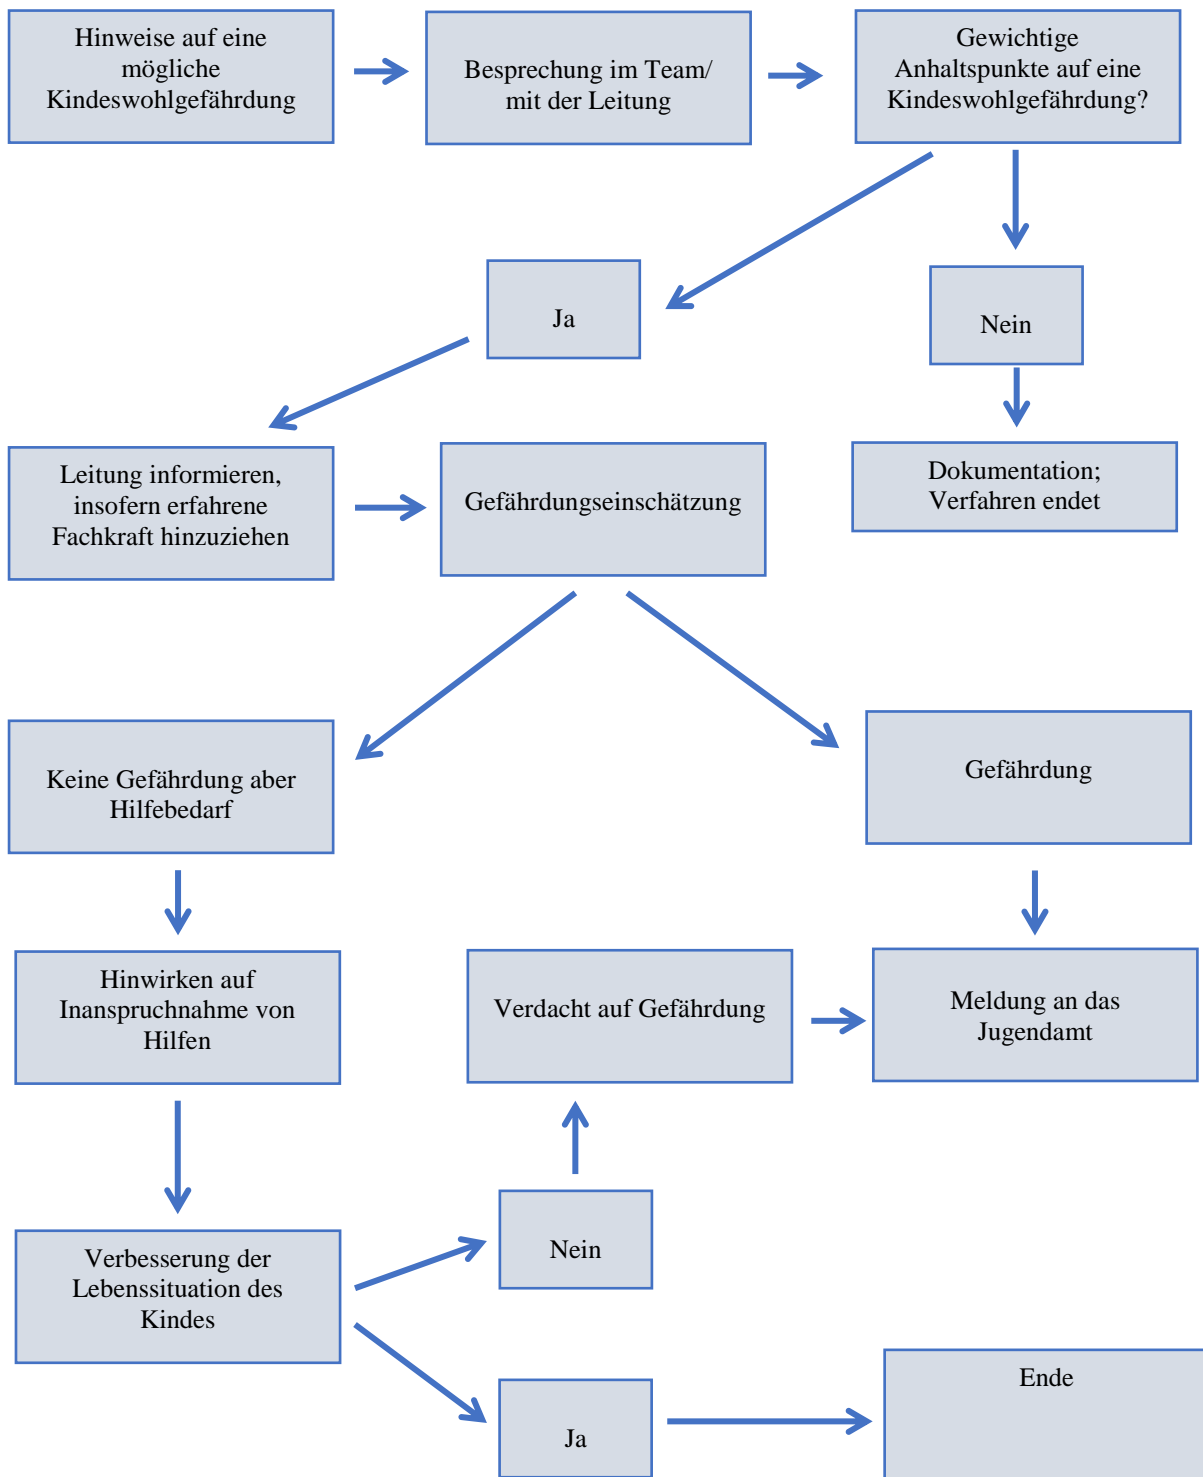 Hinweise auf eine
mögliche
Kindeswohlgefährdung
Besprechung im Team/
mit der Leitung
Gewichtige
Anhaltspunkte auf eine
Kindeswohlgefährdung?
Ja
Nein
Leitung informieren,
insofern erfahrene
Fachkraft hinzuziehen
Gefährdungseinschätzung
Dokumentation;
Verfahren endet
Keine Gefährdung aber
Hilfebedarf
Gefährdung
Hinwirken auf
Inanspruchnahme von
Hilfen
Verdacht auf Gefährdung
Meldung an das
Jugendamt
Verbesserung der
Lebenssituation des
Kindes
Nein
Ja
Ende